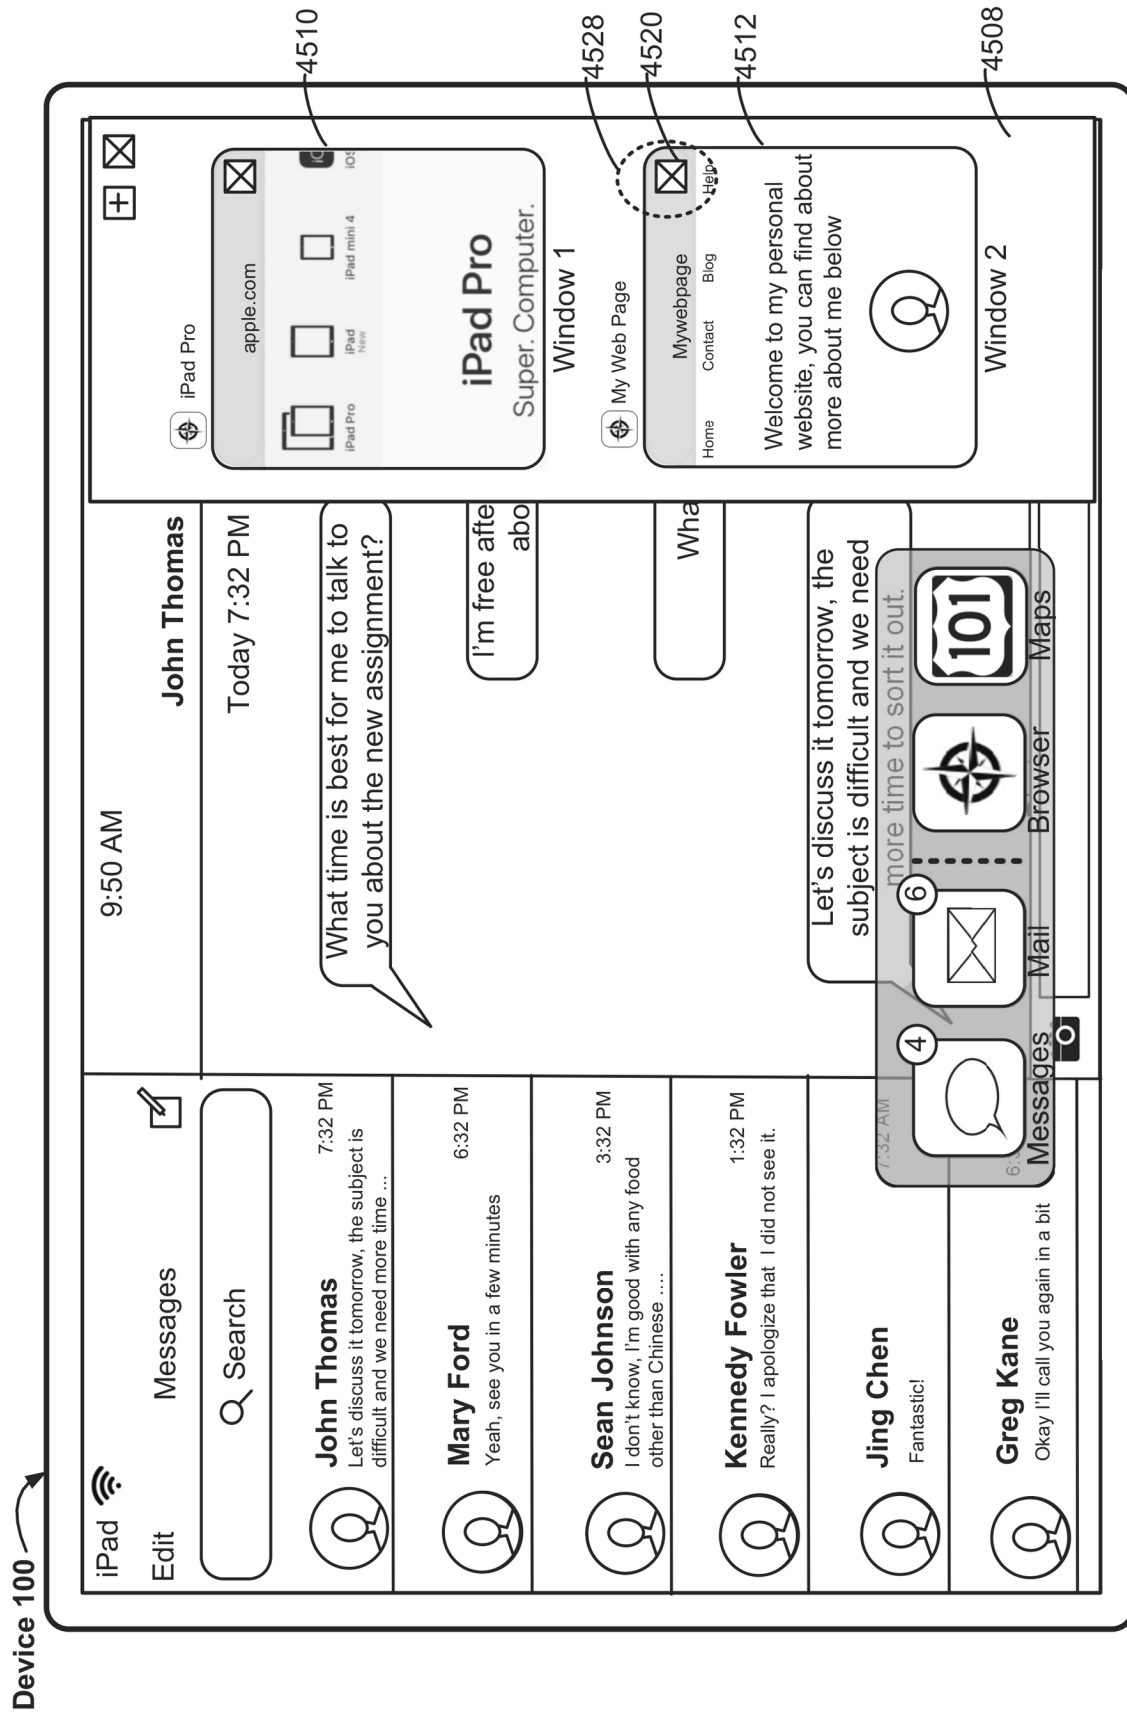 Device 100
iPad
9:50 AM
Edit
Messages
John Thomas
Search
Today 7:32 PM
John Thomas
7:32 PM
Let's discuss it tomorrow, the subject is
difficult and we need more time ...
Mary Ford
6:32 PM
Yeah, see you in a few minutes
Sean Johnson
3:32 PM
I don't know, I'm good with any food
other than Chinese ....
Kennedy Fowler
1:32 PM
Really? I apologize that I did not see it.
Jing Chen
7:32 AM
Fantastic!
Greg Kane
6:3
Okay I'll call you again in a bit
What time is best for me to talk to
you about the new assignment?
I'm free afte
abo
Wha
Let's discuss it tomorrow, the
subject is difficult and we need
more time to sort it out.
4
6
101
Messages
Mail
Browser
Maps
iPad Pro
apple.com
iPad Pro
iPad
New
iPad mini 4
iOS
iPad Pro
Super. Computer.
Window 1
My Web Page
Mywebpage
Home
Contact
Blog
Help
Welcome to my personal
website, you can find about
more about me below
Window 2
4510
4528
4520
4512
4508